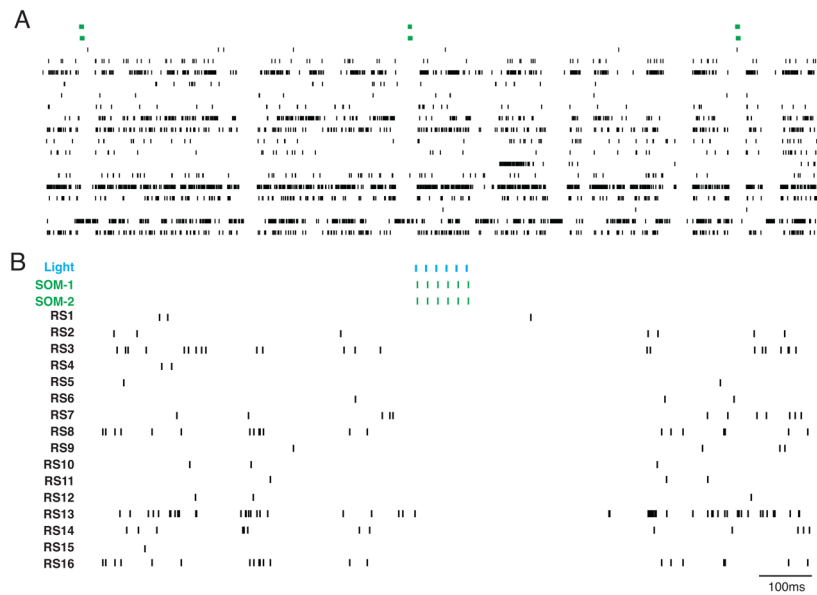 A
B
Light
SOM-1
SOM-2
RS1
RS2
RS3
RS4
RS5
RS6
RS7
RS8
RS9
RS10
RS11
RS12
RS13
RS14
RS15
RS16
100ms